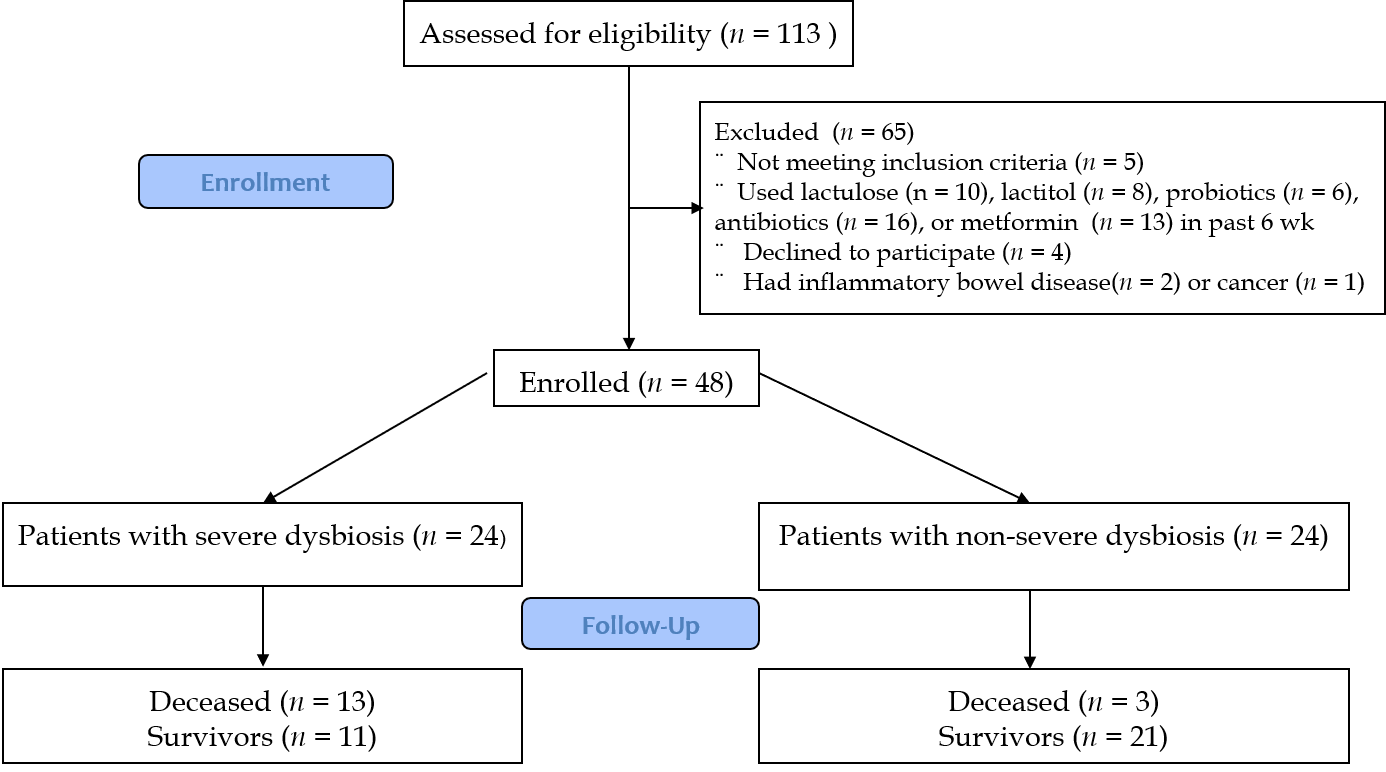 Assessed for eligibility (n = 113 )
Excluded (n = 65)
¨ Not meeting inclusion criteria (n = 5)
¨ Used lactulose (n = 10), lactitol (n = 8), probiotics (n = 6),
antibiotics (n = 16), or metformin (n = 13) in past 6 wk
¨ Declined to participate (n = 4)
¨ Had inflammatory bowel disease(n = 2) or cancer (n = 1)
Enrollment
Enrolled (n = 48)
Patients with severe dysbiosis (n = 24)
Patients with non-severe dysbiosis (n = 24)
Follow-Up
Deceased (n = 13)
Survivors (n = 11)
Deceased (n = 3)
Survivors (n = 21)